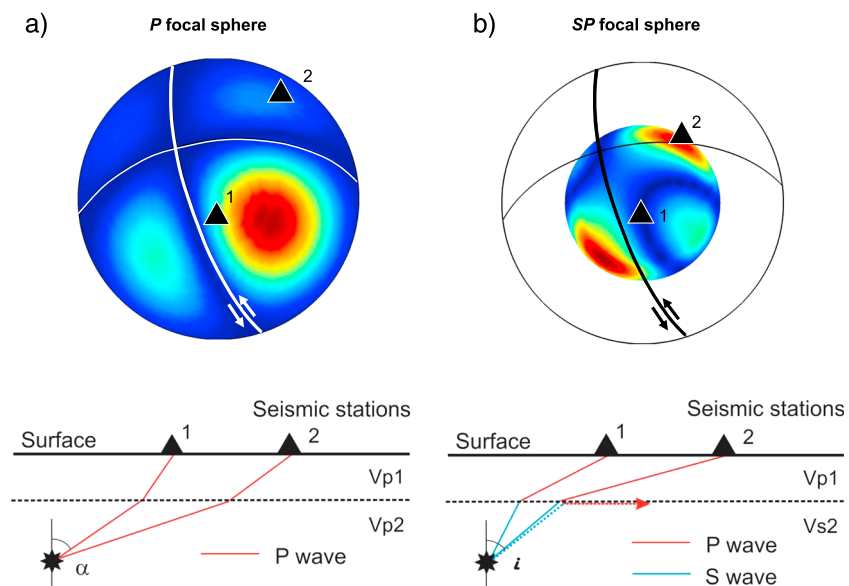 a)
P focal sphere
2
1
b)
SP focal sphere
2
1
Seismic stations
Surface
1
2
Vp1
Vp2
α
P wave
Seismic stations
Surface
1
2
Vp1
Vs2
i
P wave
S wave